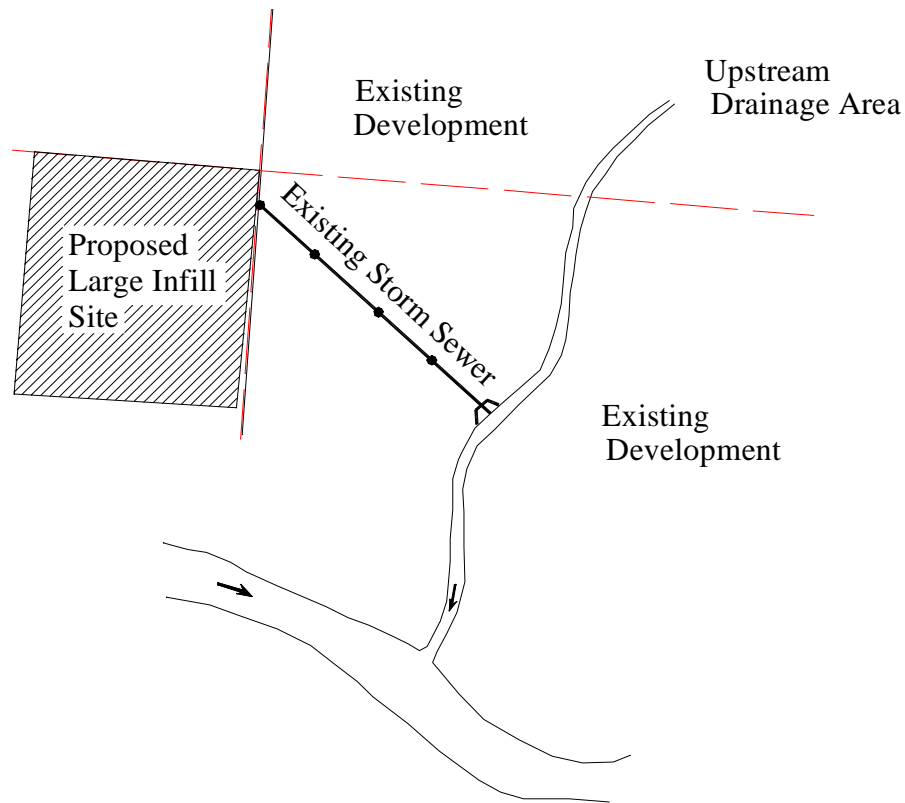 Existing
Development
Upstream
Drainage Area
Existing Storm Sewer
Proposed
Large Infill
Site
Existing
Development